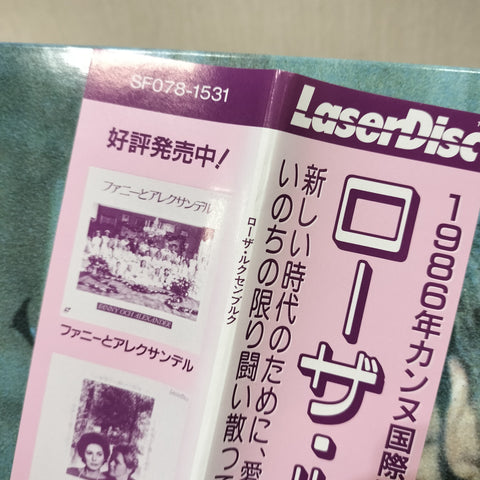 SF078-1531
好評発売中!
ファニーとアレクサンデル
FANNY OCH ALEXANDER
ファニーとアレクサンデル
ローザ・ルクセンブルク
LaserDisc
1986年カンヌ国際
ローザ・
新しい時代のために、愛
いのちの限り闘い散って